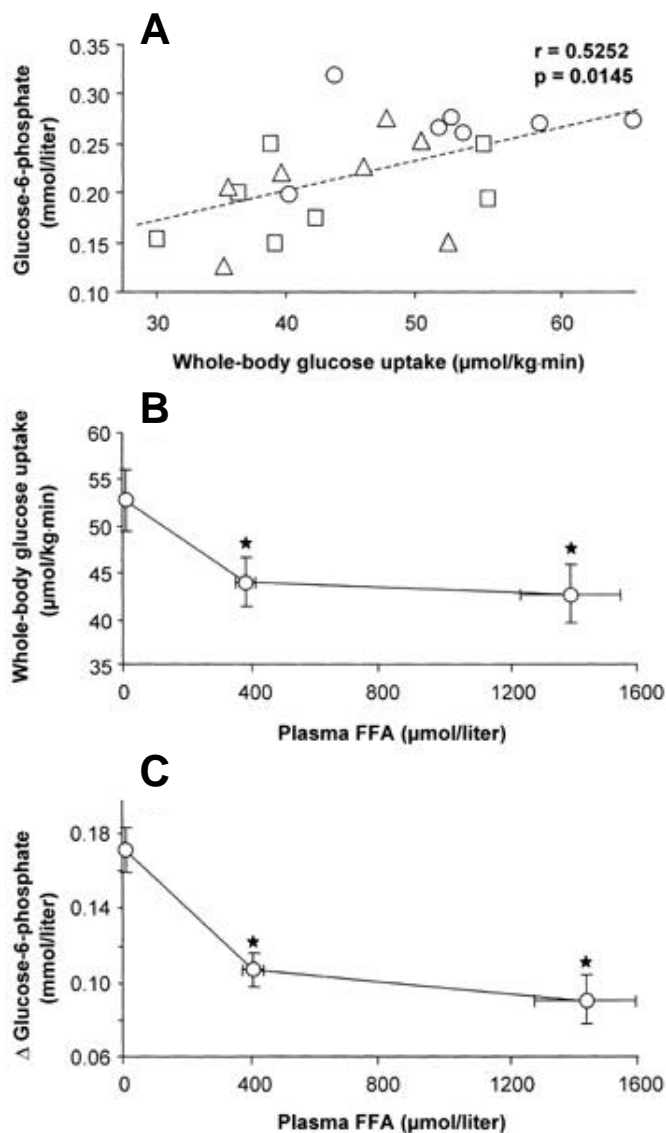 A
r = 0.5252
p = 0.0145
Glucose-6-phosphate
(mmol/liter)
0.35
0.30
0.25
0.20
0.15
0.10
30 40 50 60
Whole-body glucose uptake (µmol/kg·min)
B
Whole-body glucose uptake
(µmol/kg·min)
60
55
50
45
40
35
0 400 800 1200 1600
Plasma FFA (µmol/liter)
C
Δ Glucose-6-phosphate
(mmol/liter)
0.18
0.14
0.10
0.06
0 400 800 1200 1600
Plasma FFA (µmol/liter)